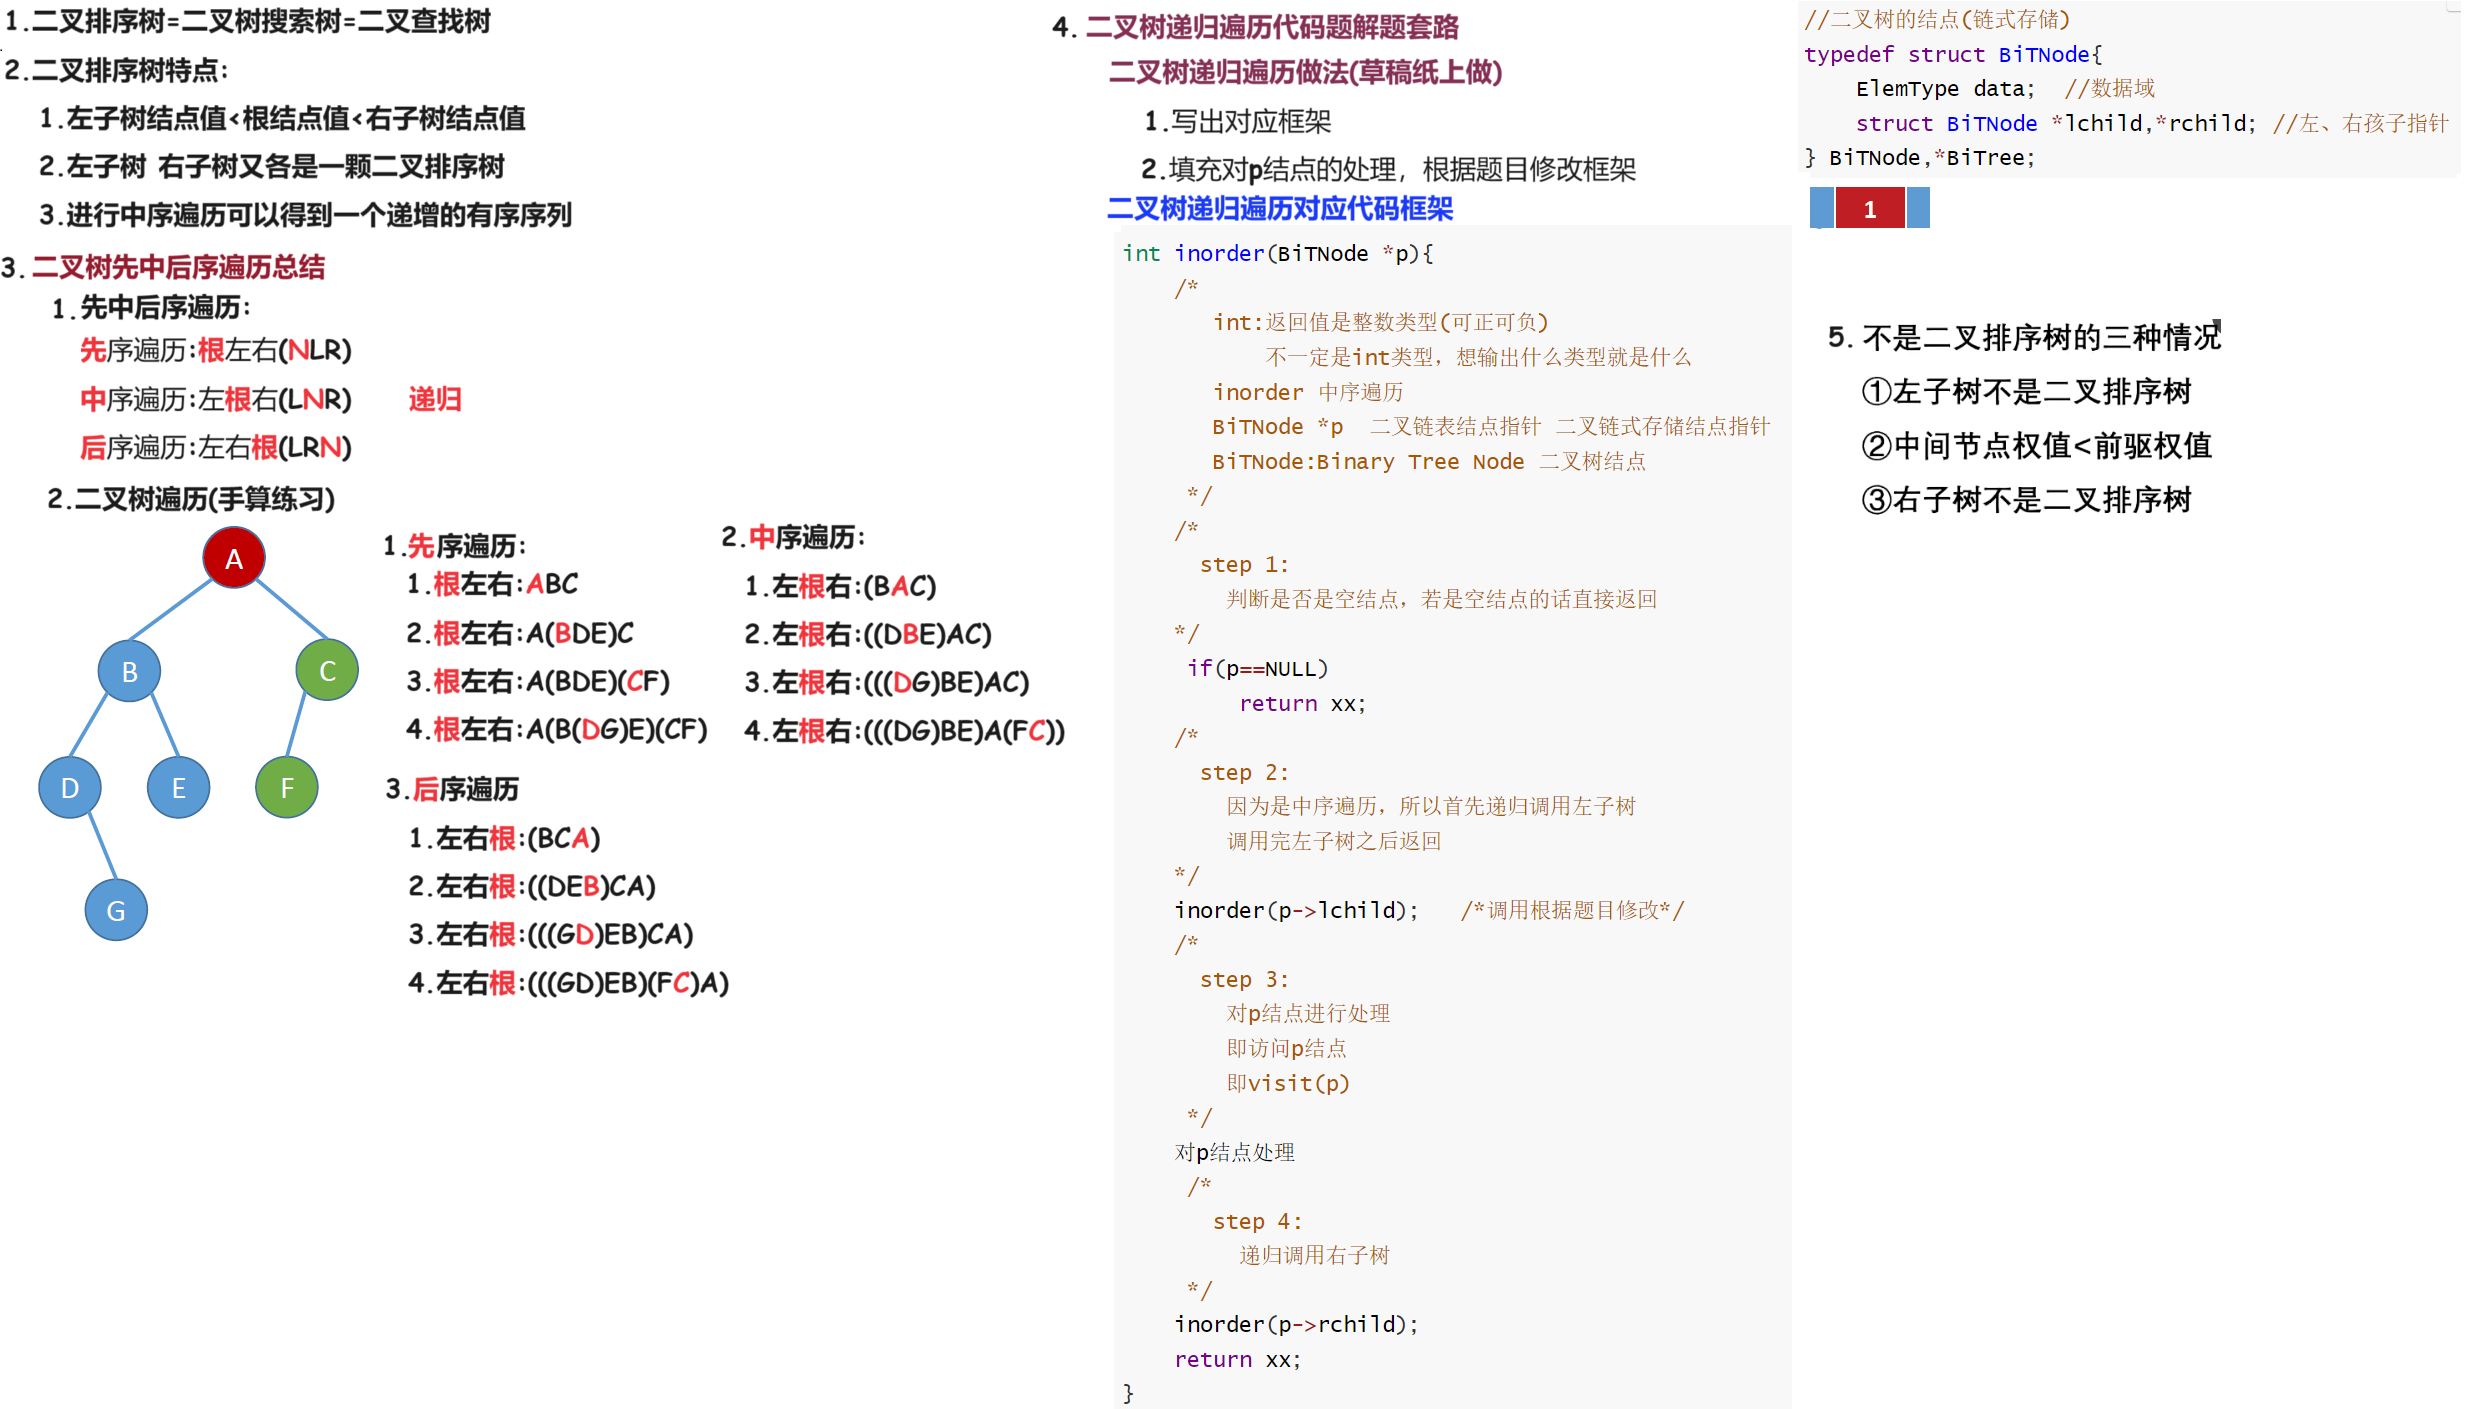 1.二叉排序树=二叉树搜索树=二叉查找树
2.二叉排序树特点:
1.左子树结点值<根结点值<右子树结点值
2.左子树 右子树又各是一颗二叉排序树
3.进行中序遍历可以得到一个递增的有序序列
3.二叉树先中后序遍历总结
1.先中后序遍历:
先序遍历:根左右(NLR)
中序遍历:左根右(LNR) 递归
后序遍历:左右根(LRN)
2.二叉树遍历(手算练习)
A
B
C
D
E
F
G
1.先序遍历:
1.根左右:ABC
2.根左右:A(BDE)C
3.根左右:A(BDE)(CF)
4.根左右:A(B(DG)E)(CF)
2.中序遍历:
1.左根右:(BAC)
2.左根右:((DBE)AC)
3.左根右:(((DG)BE)AC)
4.左根右:(((DG)BE)A(FC))
3.后序遍历
1.左右根:(BCA)
2.左右根:((DEB)CA)
3.左右根:(((GD)EB)CA)
4.左右根:(((GD)EB)(FC)A)
4.二叉树递归遍历代码题解题套路
二叉树递归遍历做法(草稿纸上做)
1.写出对应框架
2.填充对p结点的处理，根据题目修改框架
二叉树递归遍历对应代码框架
int inorder(BiTNode *p){
/*
int:返回值是整数类型(可正可负)
不一定是int类型，想输出什么类型就是什么
inorder 中序遍历
BiTNode *p 二叉链表结点指针 二叉链式存储结点指针
BiTNode:Binary Tree Node 二叉树结点
*/
/*
step 1:
判断是否是空结点，若是空结点的话直接返回
*/
if(p==NULL)
return xx;
/*
step 2:
因为是中序遍历，所以首先递归调用左子树
调用完左子树之后返回
*/
inorder(p->lchild); /*调用根据题目修改*/
/*
step 3:
对p结点进行处理
即访问p结点
即visit(p)
*/
对p结点处理
/*
step 4:
递归调用右子树
*/
inorder(p->rchild);
return xx;
}
//二叉树的结点(链式存储)
typedef struct BiTNode{
ElemType data; //数据域
struct BiTNode *lchild,*rchild; //左、右孩子指针
} BiTNode,*BiTree;
1
5. 不是二叉排序树的三种情况
①左子树不是二叉排序树
②中间节点权值<前驱权值
③右子树不是二叉排序树